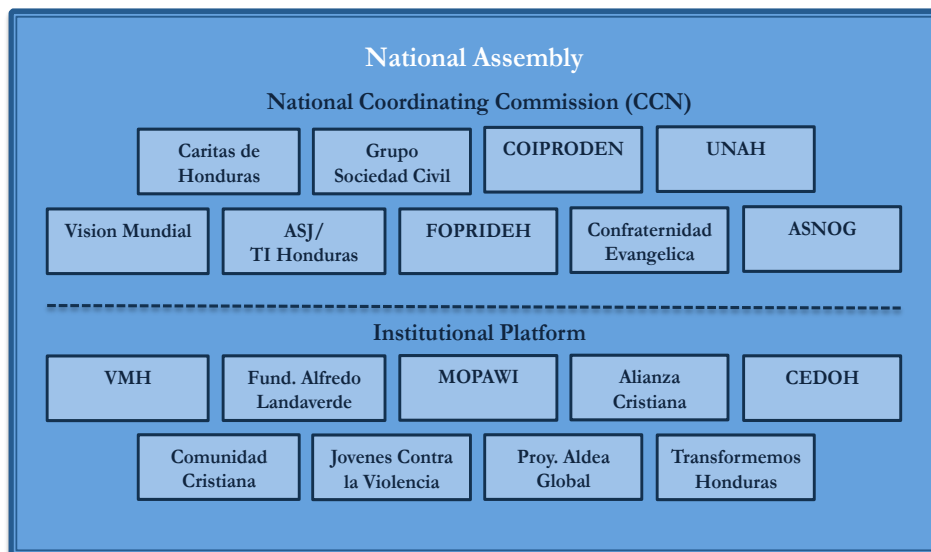 National Assembly
National Coordinating Commission (CCN)
Caritas de
Honduras
Grupo
Sociedad Civil
COIPRODEN
UNAH
Vision Mundial
ASJ/
TI Honduras
FOPRIDEH
Confraternidad
Evangelica
ASNOG
Institutional Platform
VMH
Fund. Alfredo
Landaverde
MOPAWI
Alianza
Cristiana
CEDOH
Comunidad
Cristiana
Jovenes Contra
la Violencia
Proy. Aldea
Global
Transformemos
Honduras